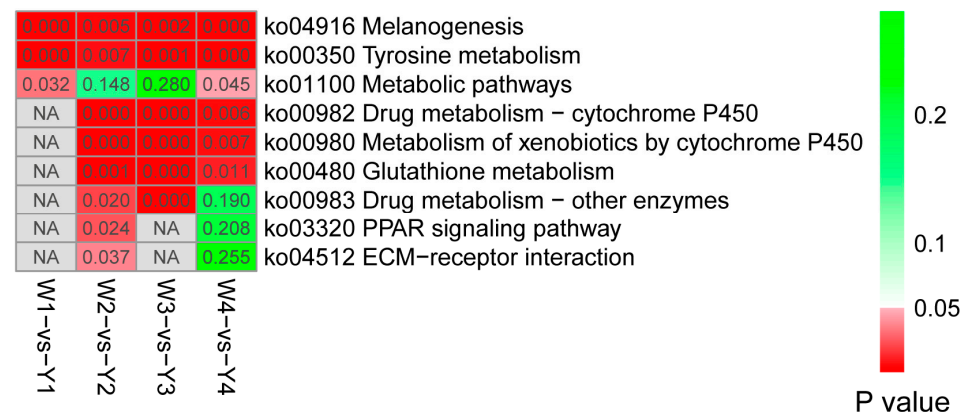 0.000 0.005 0.002 0.000 ko04916 Melanogenesis
0.000 0.007 0.001 0.000 ko00350 Tyrosine metabolism
0.032 0.148 0.280 0.045 ko01100 Metabolic pathways
NA 0.000 0.000 0.006 ko00982 Drug metabolism − cytochrome P450
NA 0.000 0.000 0.007 ko00980 Metabolism of xenobiotics by cytochrome P450
NA 0.001 0.000 0.011 ko00480 Glutathione metabolism
NA 0.020 0.000 0.190 ko00983 Drug metabolism − other enzymes
NA 0.024 NA 0.208 ko03320 PPAR signaling pathway
NA 0.037 NA 0.255 ko04512 ECM−receptor interaction
W1−vs−Y1
W2−vs−Y2
W3−vs−Y3
W4−vs−Y4
0.2
0.1
0.05
P value